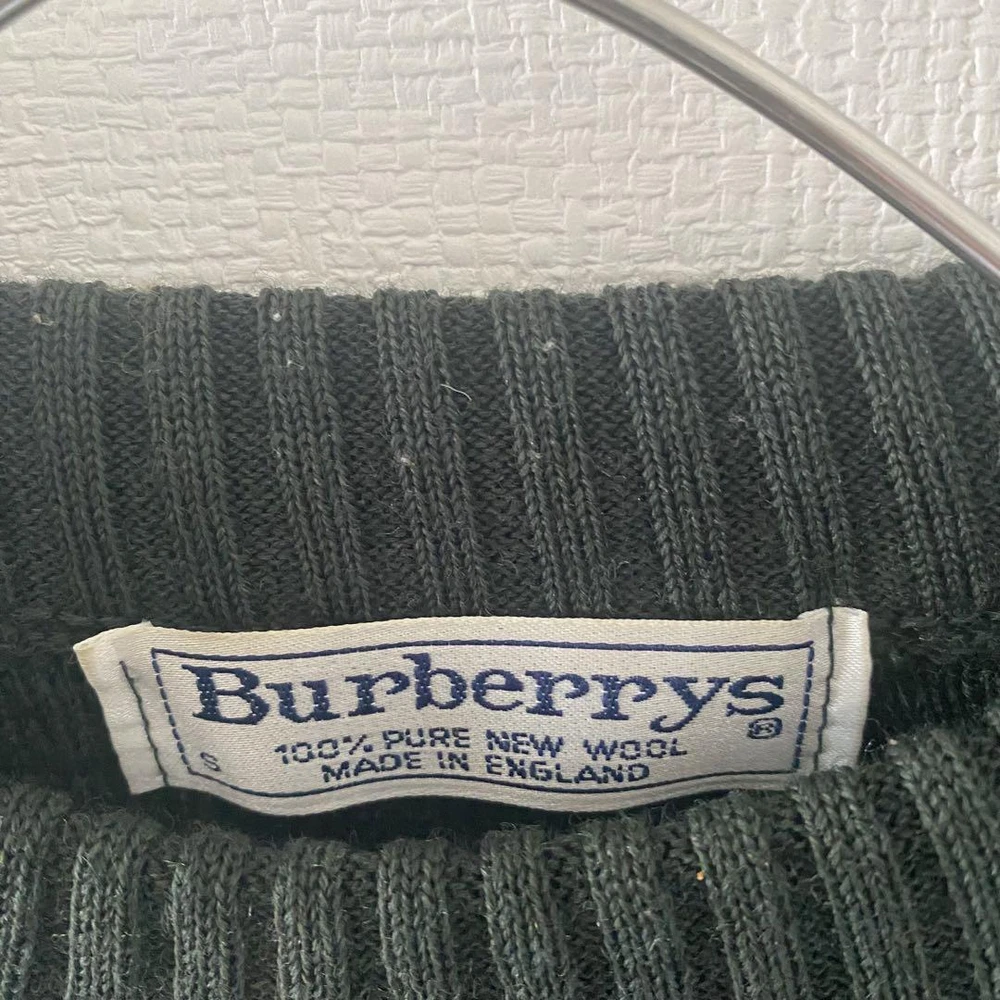 Burberrys®
S
100% PURE NEW WOOL
MADE IN ENGLAND